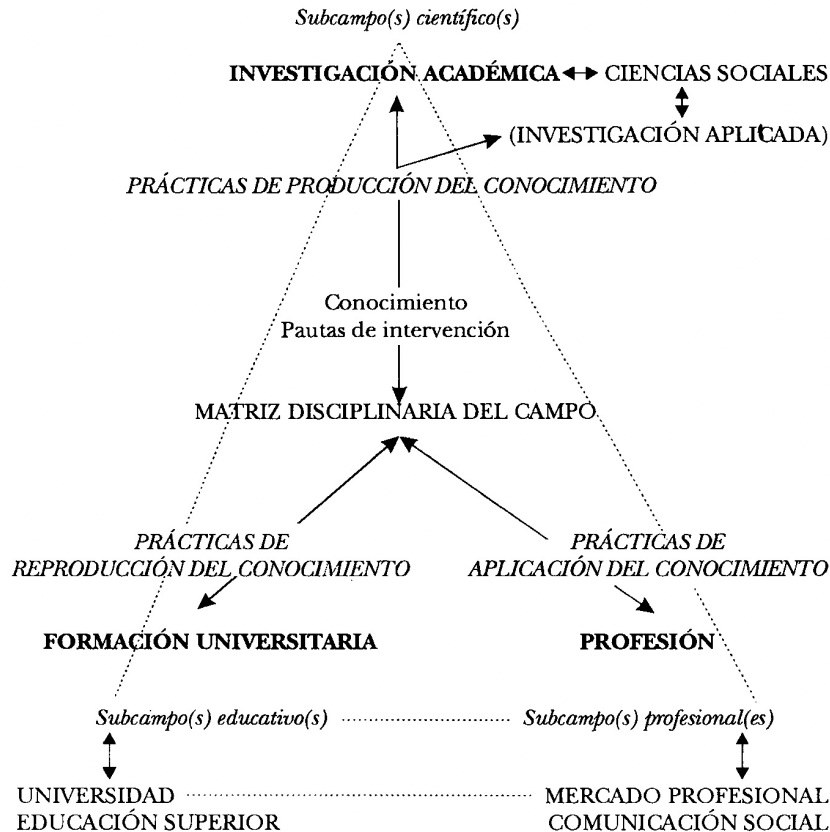 Subcampo(s) científico(s)
INVESTIGACIÓN ACADÉMICA CIENCIAS SOCIALES
(INVESTIGACIÓN APLICADA)
PRÁCTICAS DE PRODUCCIÓN DEL CONOCIMIENTO
Conocimiento
Pautas de intervención
MATRIZ DISCIPLINARIA DEL CAMPO
PRÁCTICAS DE
REPRODUCCIÓN DEL CONOCIMIENTO
PRÁCTICAS DE
APLICACIÓN DEL CONOCIMIENTO
FORMACIÓN UNIVERSITARIA
PROFESIÓN
Subcampo(s) educativo(s)
Subcampo(s) profesional(es)
UNIVERSIDAD
EDUCACIÓN SUPERIOR
MERCADO PROFESIONAL
COMUNICACIÓN SOCIAL